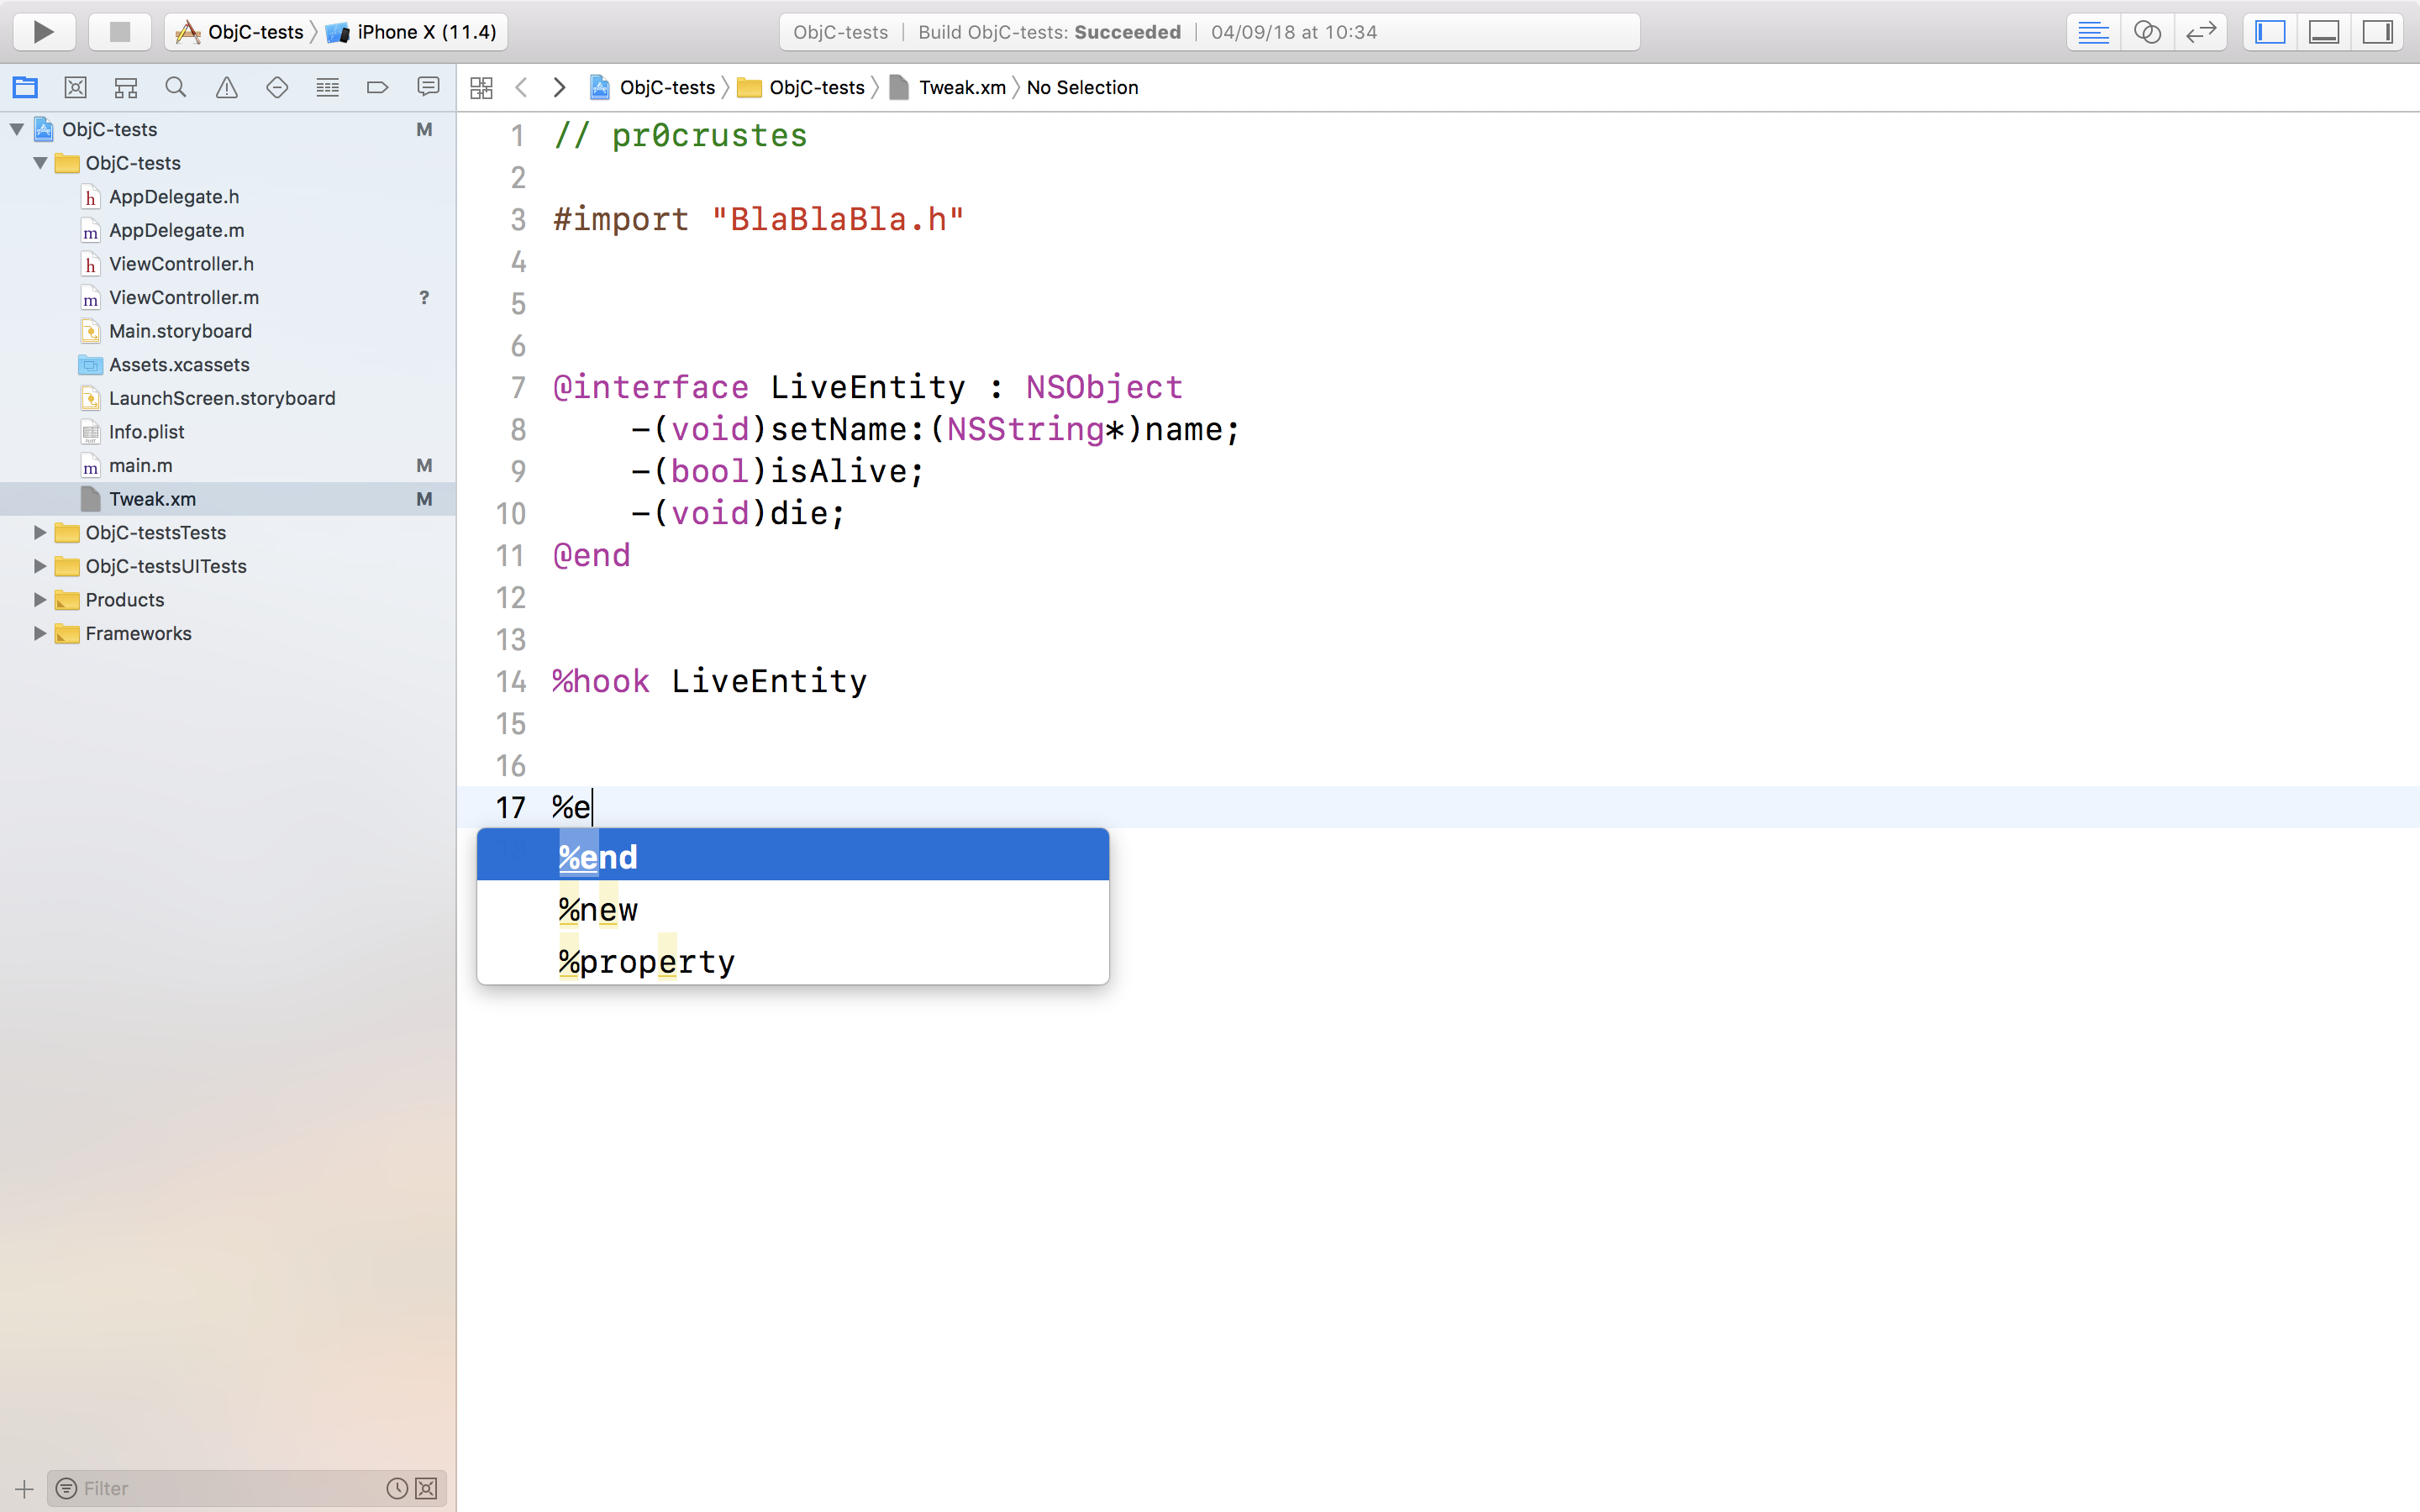 ObjC-tests iPhone X (11.4)
ObjC-tests Build ObjC-tests: Succeeded 04/09/18 at 10:34
ObjC-tests ObjC-tests Tweak.xm No Selection
ObjC-tests M
ObjC-tests
h AppDelegate.h
m AppDelegate.m
h ViewController.h
m ViewController.m ?
Main.storyboard
Assets.xcassets
LaunchScreen.storyboard
Info.plist
m main.m M
Tweak.xm M
ObjC-testsTests
ObjC-testsUITests
Products
Frameworks
Filter
1 // pr0crustes
2
3 #import "BlaBlaBla.h"
4
5
6
7 @interface LiveEntity : NSObject
8 -(void)setName:(NSString*)name;
9 -(bool)isAlive;
10 -(void)die;
11 @end
12
13
14 %hook LiveEntity
15
16
17 %e
%end
%new
%property